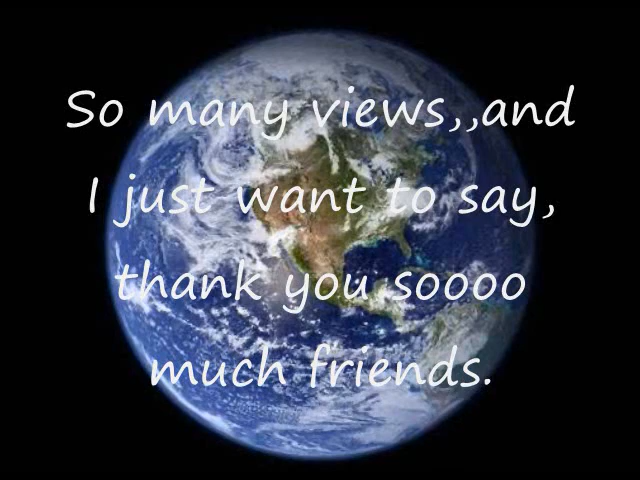 So many views,,and
I just want to say,
thank you soooo
much friends.